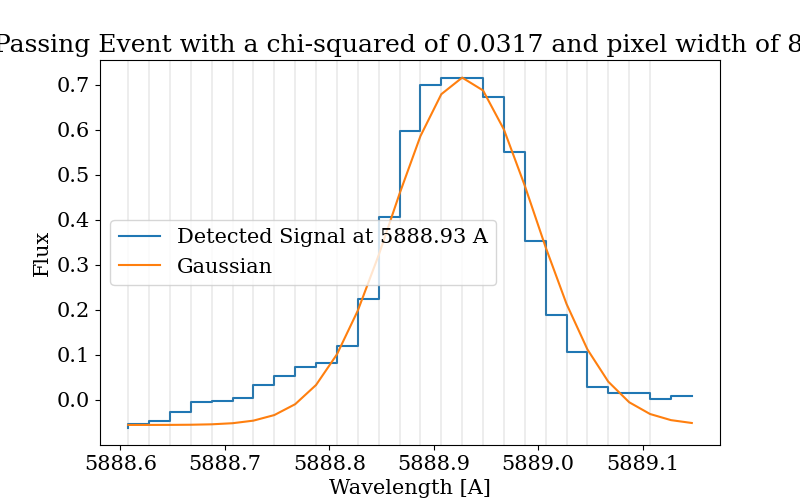 Passing Event with a chi-squared of 0.0317 and pixel width of 8
0.7
0.6
0.5
0.4
0.3
0.2
0.1
0.0
Flux
Detected Signal at 5888.93 A
Gaussian
5888.6 5888.7 5888.8 5888.9 5889.0 5889.1
Wavelength [A]